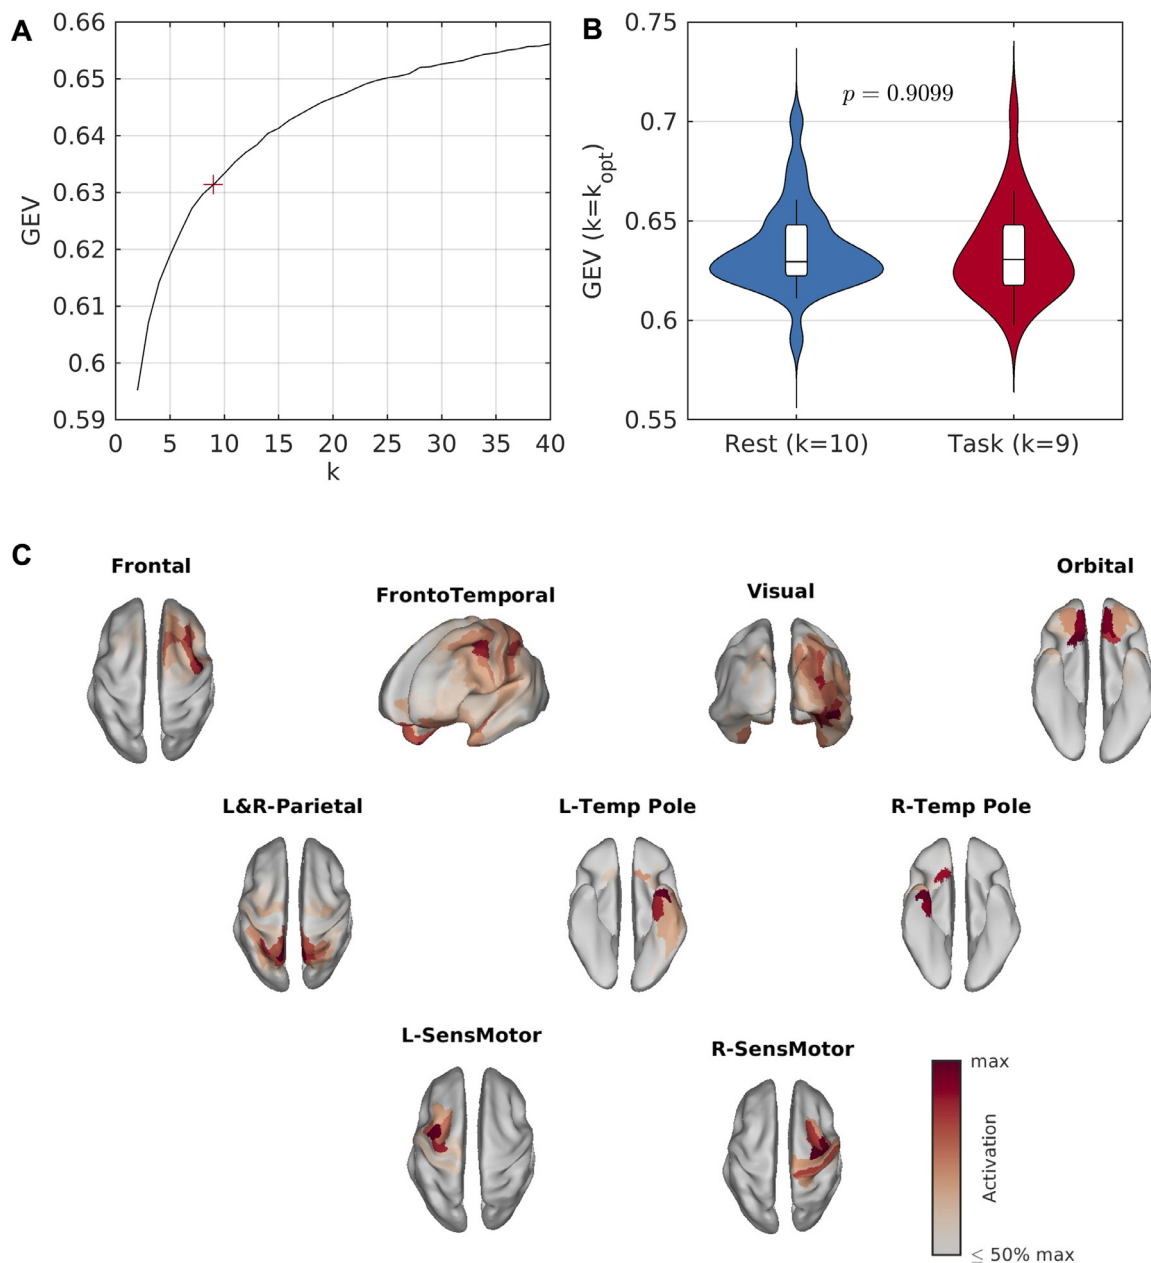 A
0.66
0.65
0.64
0.63
0.62
0.61
0.6
0.59
GEV
0 5 10 15 20 25 30 35 40
k
B
0.75
0.7
0.65
0.6
0.55
GEV (k=k_opt)
p = 0.9099
Rest (k=10) Task (k=9)
C
Frontal
FrontoTemporal
Visual
Orbital
L&R-Parietal
L-Temp Pole
R-Temp Pole
L-SensMotor
R-SensMotor
max
Activation
≤ 50% max